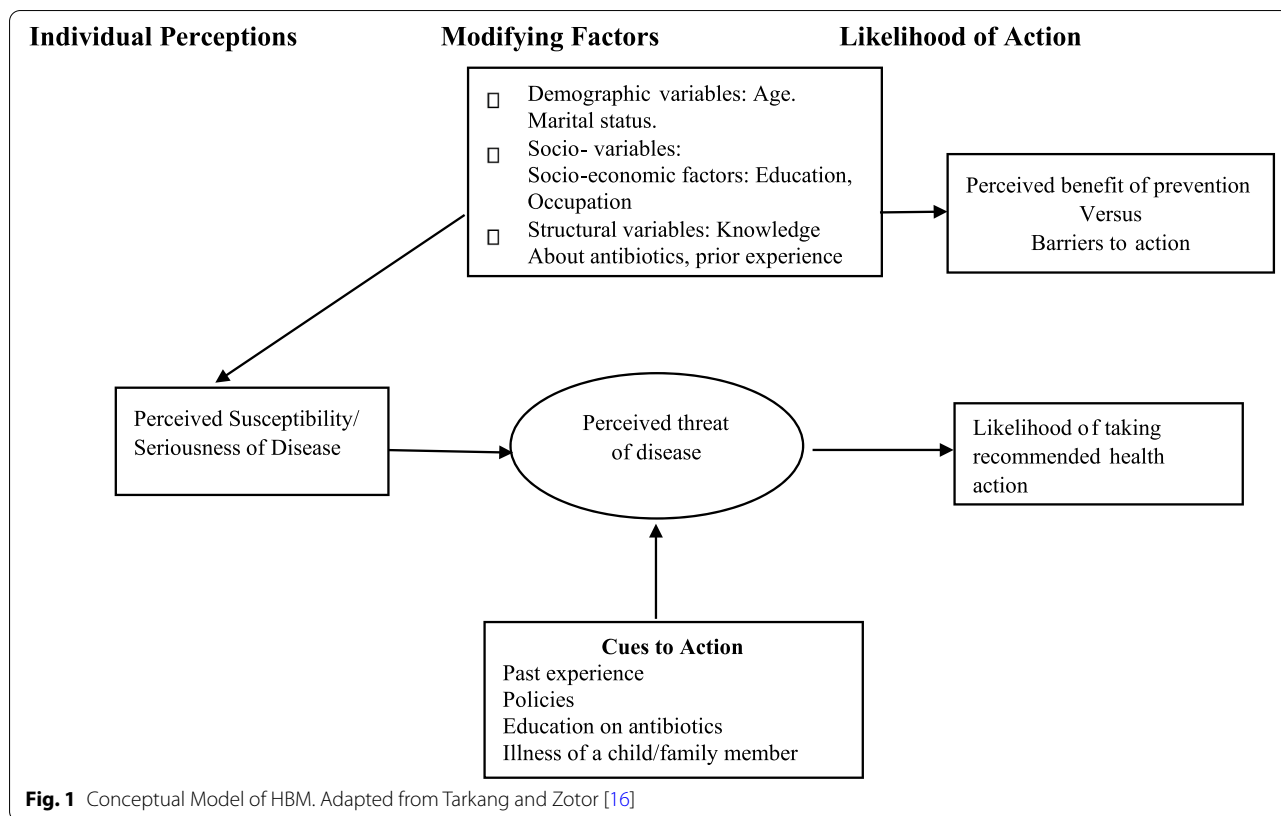 Individual Perceptions
Modifying Factors
Likelihood of Action
Demographic variables: Age.
Marital status.
Socio- variables:
Socio-economic factors: Education,
Occupation
Structural variables: Knowledge
About antibiotics, prior experience
Perceived benefit of prevention
Versus
Barriers to action
Perceived Susceptibility/
Seriousness of Disease
Perceived threat
of disease
Likelihood of taking
recommended health
action
Cues to Action
Past experience
Policies
Education on antibiotics
Illness of a child/family member
Fig. 1 Conceptual Model of HBM. Adapted from Tarkang and Zotor [16]